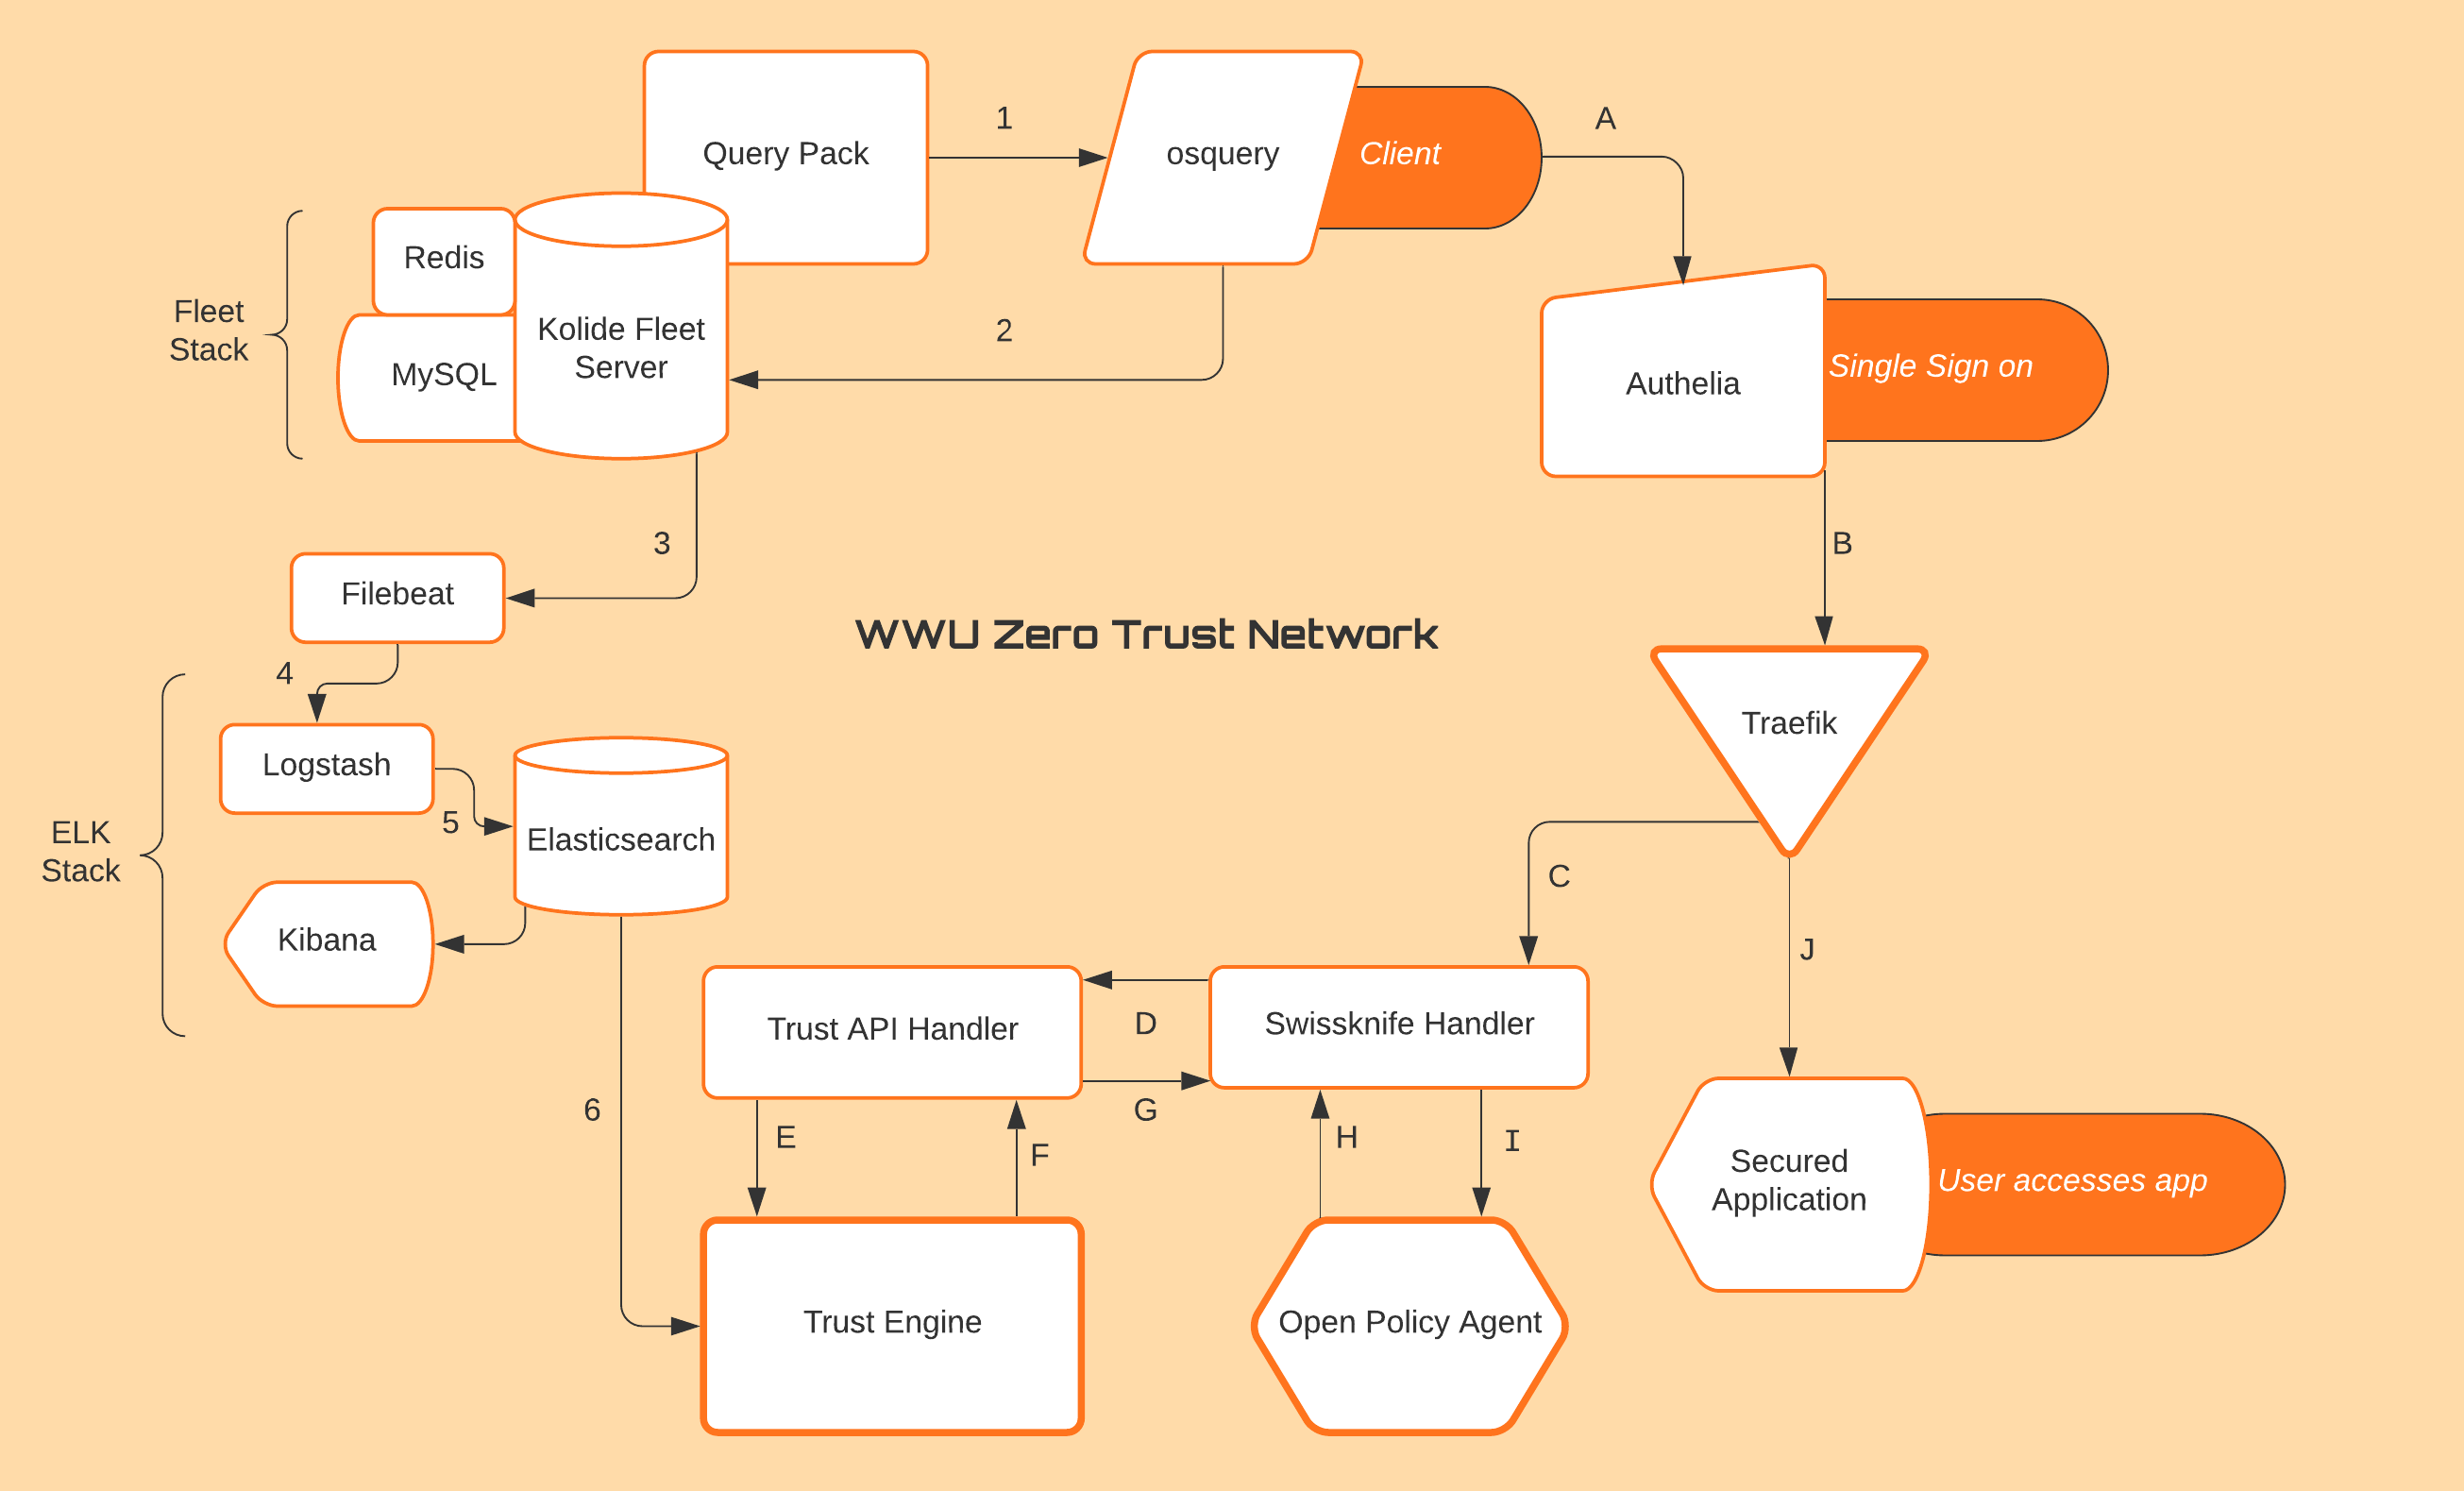 Query Pack
1
osquery
Client
A
Redis
Fleet
Stack
MySQL
Kolide Fleet
Server
2
Authelia
Single Sign on
3
B
Filebeat
WWU Zero Trust Network
4
Logstash
5
Elasticsearch
Traefik
ELK
Stack
Kibana
C
J
Trust API Handler
D
Swissknife Handler
6
E
F
G
H
I
Secured
Application
User accesses app
Trust Engine
Open Policy Agent